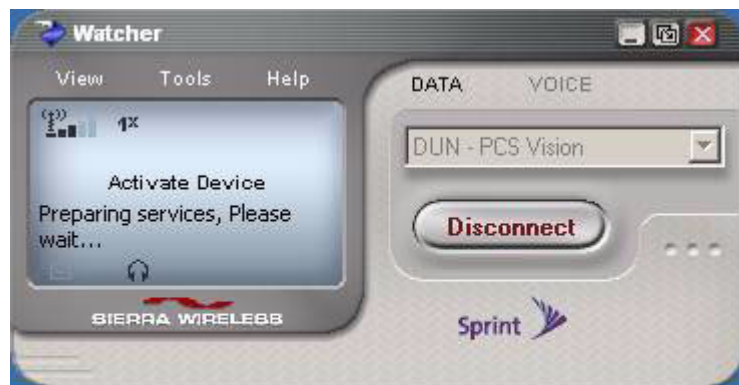 Watcher
View Tools Help
DATA VOICE
1X
DUN - PCS Vision
Activate Device
Preparing services, Please
wait...
Disconnect
SIERRA WIRELESS
Sprint